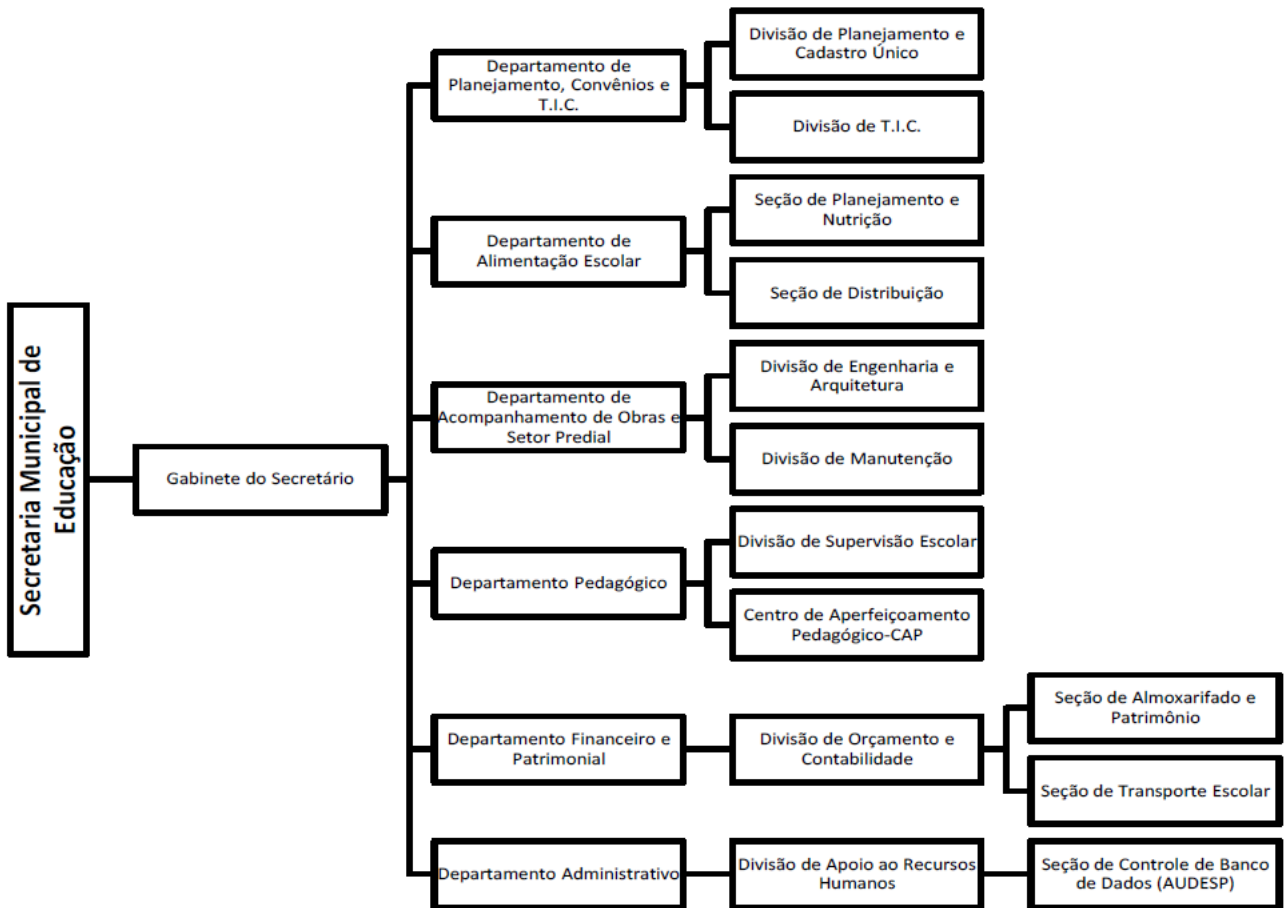 Secretaria Municipal de
Educação
Gabinete do Secretário
Departamento de
Planejamento, Convênios e
T.I.C.
Divisão de Planejamento e
Cadastro Único
Divisão de T.I.C.
Departamento de
Alimentação Escolar
Seção de Planejamento e
Nutrição
Seção de Distribuição
Departamento de
Acompanhamento de Obras e
Setor Predial
Divisão de Engenharia e
Arquitetura
Divisão de Manutenção
Departamento Pedagógico
Divisão de Supervisão Escolar
Centro de Aperfeiçoamento
Pedagógico-CAP
Departamento Financeiro e
Patrimonial
Divisão de Orçamento e
Contabilidade
Seção de Almoxarifado e
Patrimônio
Seção de Transporte Escolar
Departamento Administrativo
Divisão de Apoio ao Recursos
Humanos
Seção de Controle de Banco
de Dados (AUDESP)